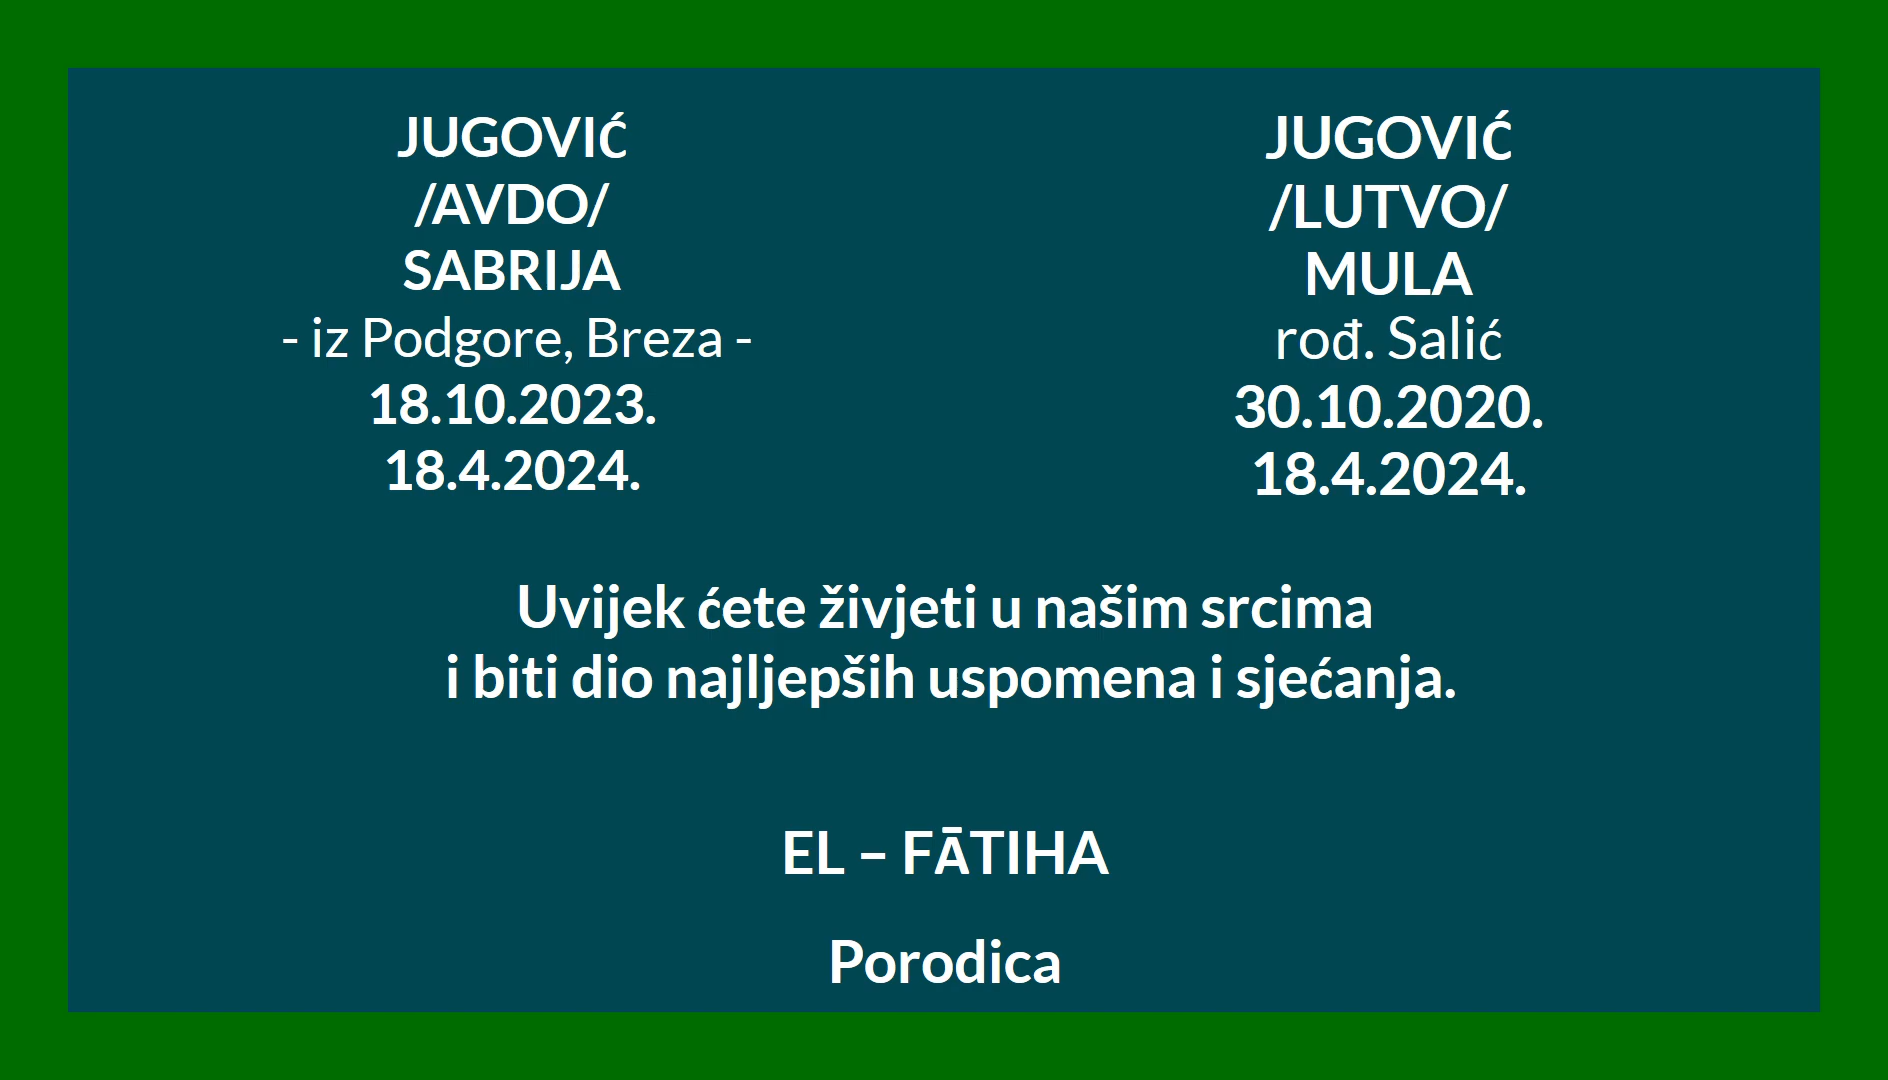 JUGOVIĆ
/AVDO/
SABRIJA
- iz Podgore, Breza -
18.10.2023.
18.4.2024.
JUGOVIĆ
/LUTVO/
MULA
rođ. Salić
30.10.2020.
18.4.2024.
Uvijek ćete živjeti u našim srcima
i biti dio najljepših uspomena i sjećanja.
EL – FĀTIHA
Porodica